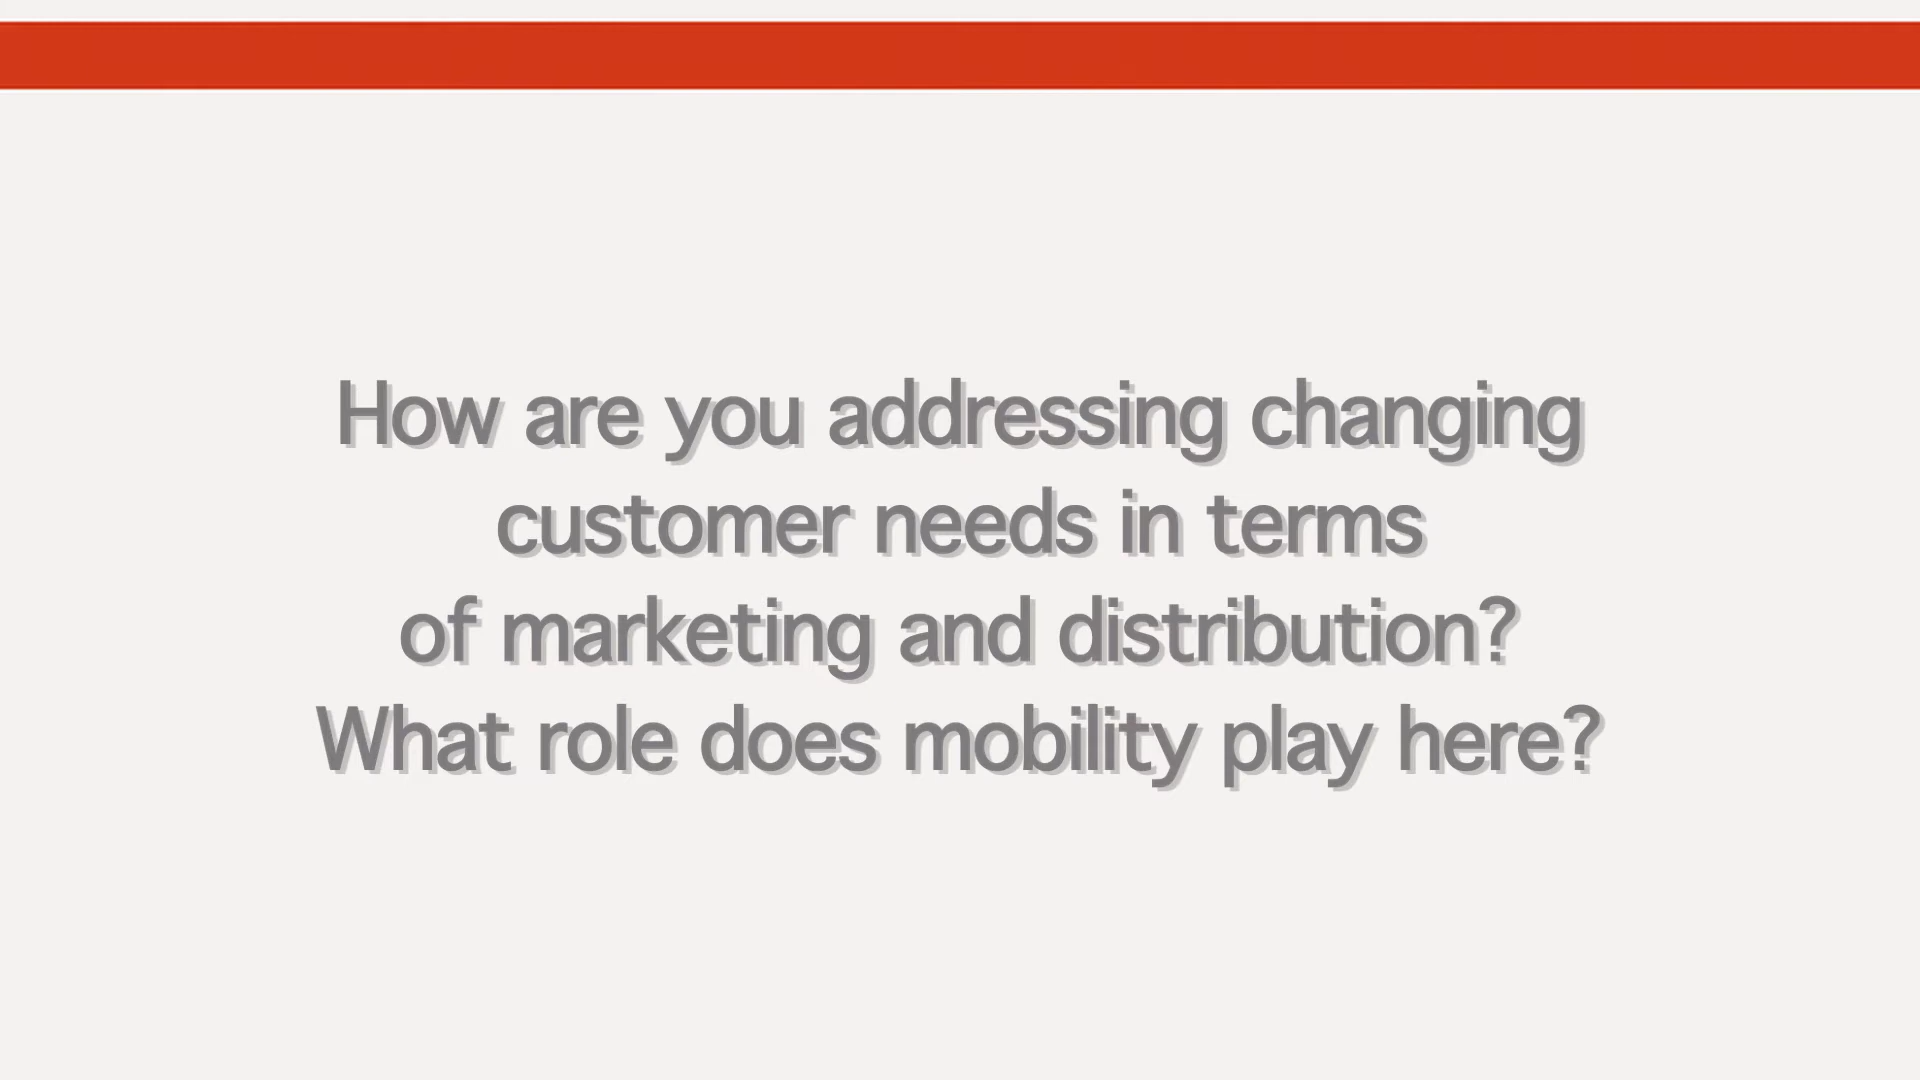 How are you addressing changing
customer needs in terms
of marketing and distribution?
What role does mobility play here?